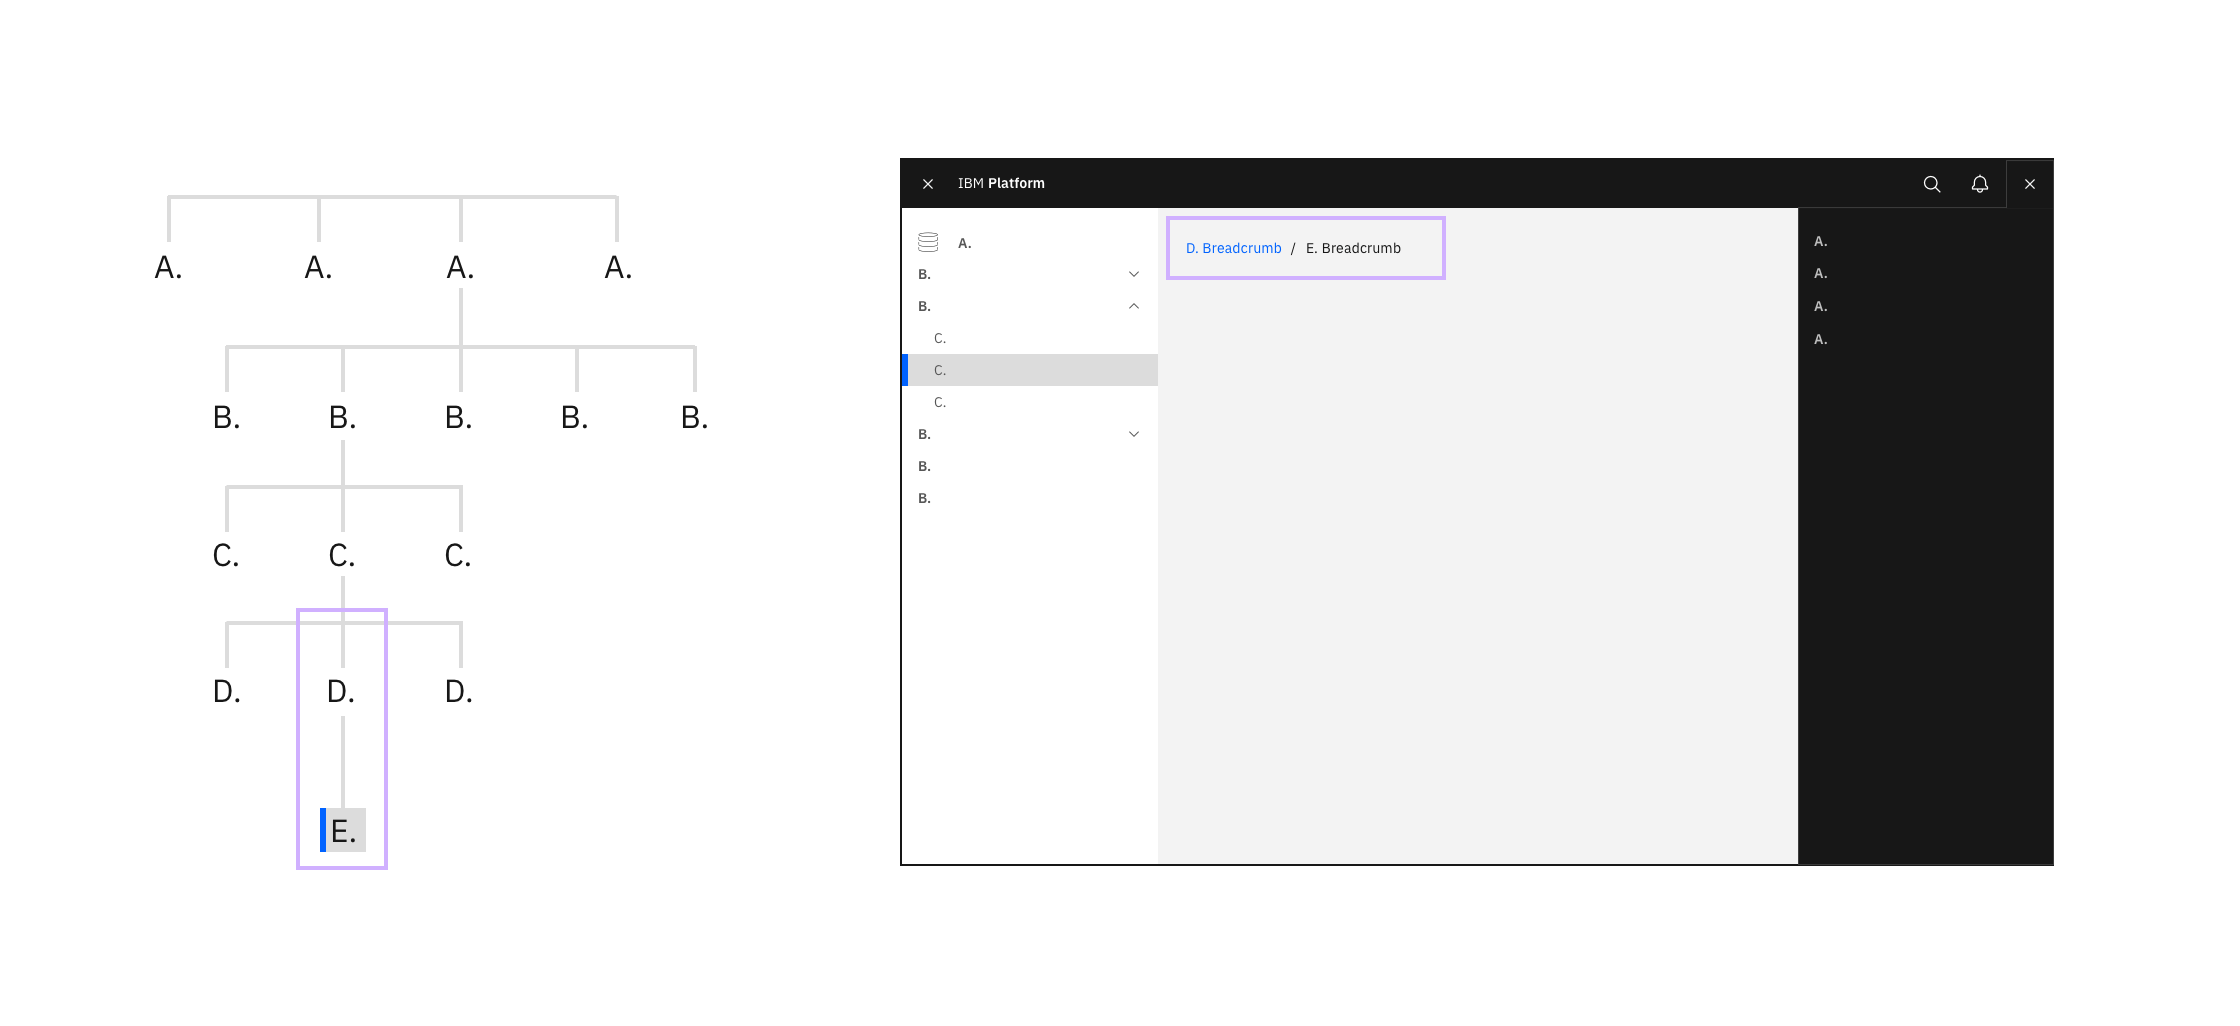 A. A. A. A.
B. B. B. B. B.
C. C. C.
D. D. D.
E.
IBM Platform
A.
B.
B.
C.
C.
C.
B.
B.
B.
D. Breadcrumb / E. Breadcrumb
A.
A.
A.
A.